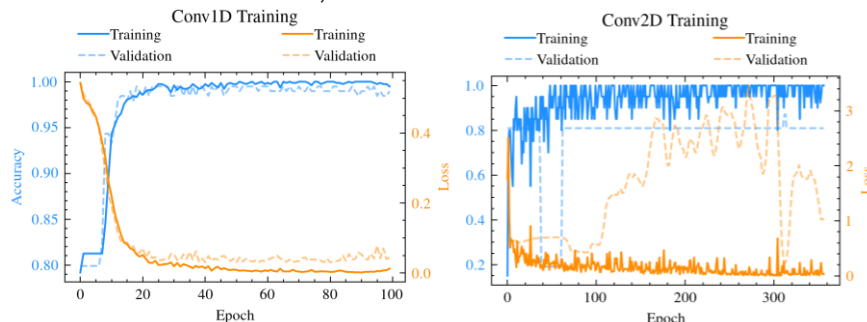 Conv1D Training
Training
Training
Validation
Validation
1.00
0.95
0.90
0.85
0.80
Accuracy
0.4
0.2
0.0
Loss
0 20 40 60 80 100
Epoch
Conv2D Training
Training
Training
Validation
Validation
1.0
0.8
0.6
0.4
0.2
3
2
1
0
Loss
0 100 200 300
Epoch